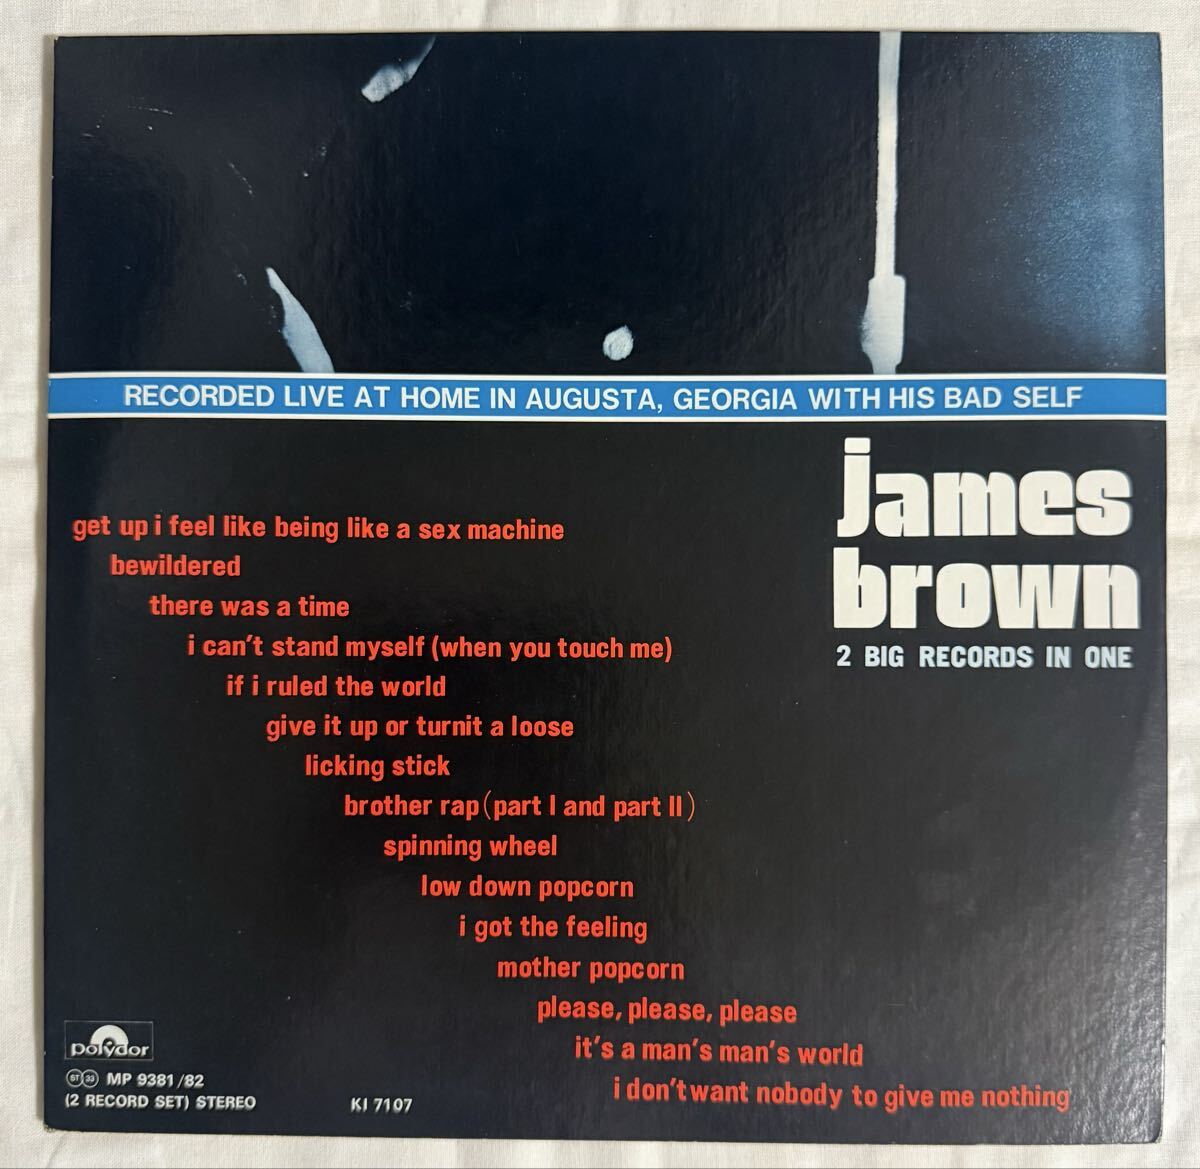 RECORDED LIVE AT HOME IN AUGUSTA, GEORGIA WITH HIS BAD SELF
james
brown
2 BIG RECORDS IN ONE
get up i feel like being like a sex machine
bewildered
there was a time
i can't stand myself (when you touch me)
if i ruled the world
give it up or turnit a loose
licking stick
brother rap (part I and part II)
spinning wheel
low down popcorn
i got the feeling
mother popcorn
please, please, please
it's a man's man's world
i don't want nobody to give me nothing
polydor
ST 33 MP 9381/82
(2 RECORD SET) STEREO
KI 7107